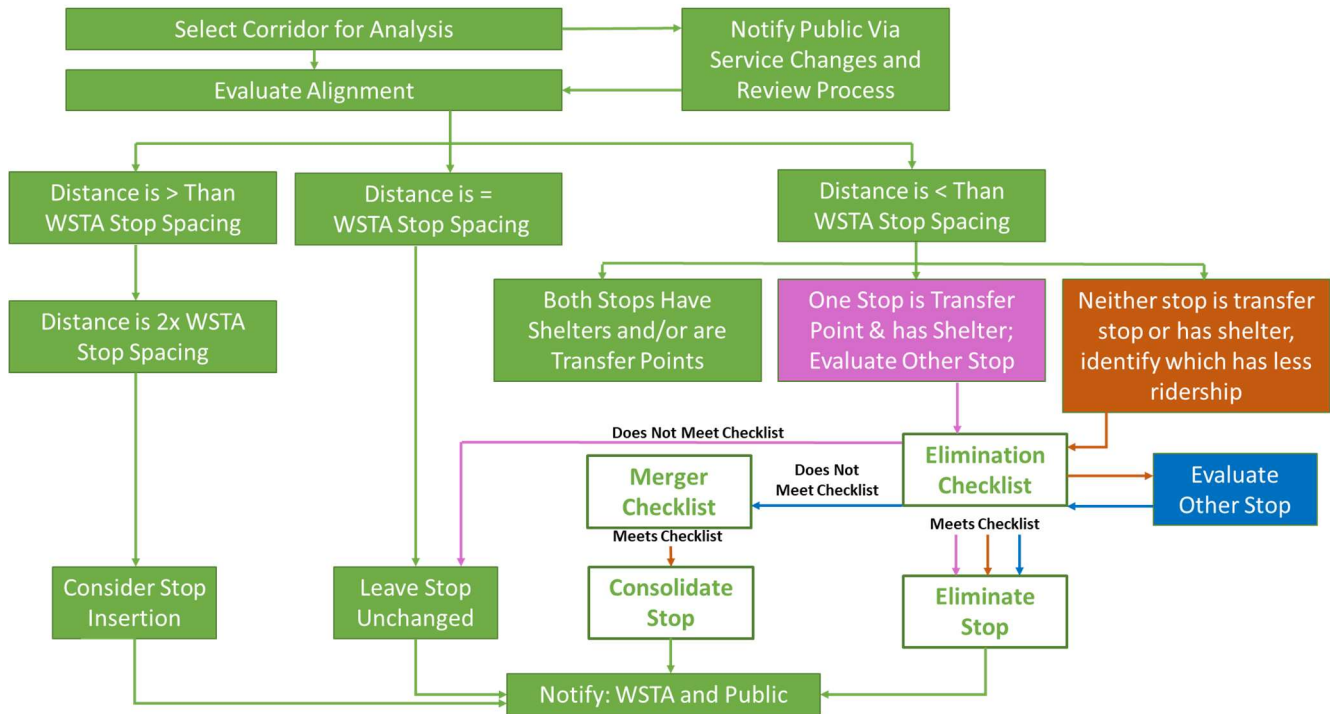 Select Corridor for Analysis
Notify Public Via
Service Changes and
Review Process
Evaluate Alignment
Distance is > Than
WSTA Stop Spacing
Distance is =
WSTA Stop Spacing
Distance is < Than
WSTA Stop Spacing
Distance is 2x WSTA
Stop Spacing
Both Stops Have
Shelters and/or are
Transfer Points
One Stop is Transfer
Point & has Shelter;
Evaluate Other Stop
Neither stop is transfer
stop or has shelter,
identify which has less
ridership
Does Not Meet Checklist
Elimination
Checklist
Merger
Checklist
Does Not
Meet Checklist
Evaluate
Other Stop
Meets Checklist
Meets Checklist
Consider Stop
Insertion
Leave Stop
Unchanged
Consolidate
Stop
Eliminate
Stop
Notify: WSTA and Public